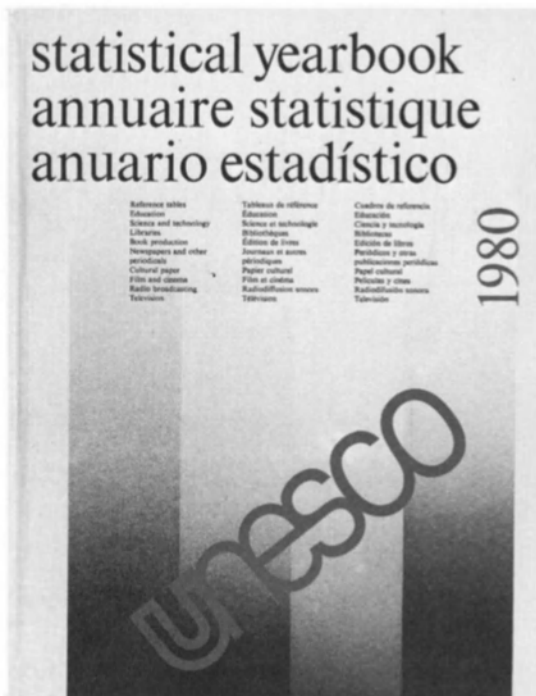 statistical yearbook
annuaire statistique
anuario estadístico
1980
Reference tables
Education
Science and technology
Libraries
Book production
Newspapers and other
periodicals
Cultural paper
Film and cinema
Radio broadcasting
Television
Tableaux de référence
Éducation
Science et technologie
Bibliothèques
Édition de livres
Journaux et autres
périodiques
Papier culturel
Film et cinéma
Radiodiffusion sonore
Télévision
Cuadros de referencia
Educación
Ciencia y tecnología
Bibliotecas
Edición de libros
Periódicos y otras
publicaciones periódicas
Papel cultural
Películas y cines
Radiodifusión sonora
Televisión
unesco